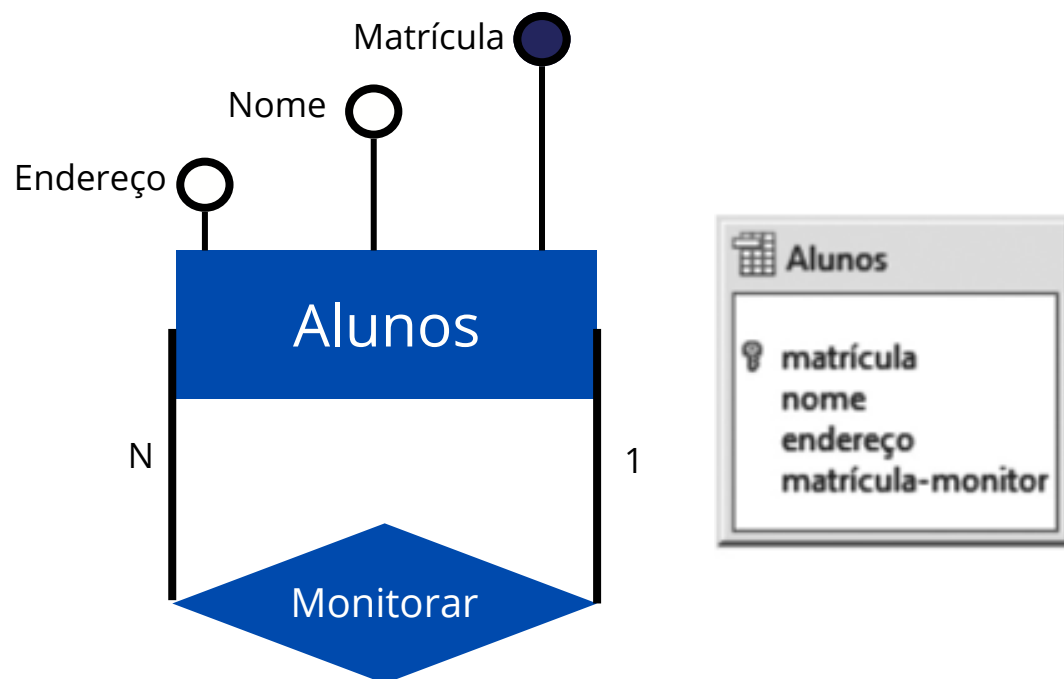 Matrícula
Nome
Endereço
Alunos
N
1
Monitorar
Alunos
matrícula
nome
endereço
matrícula-monitor